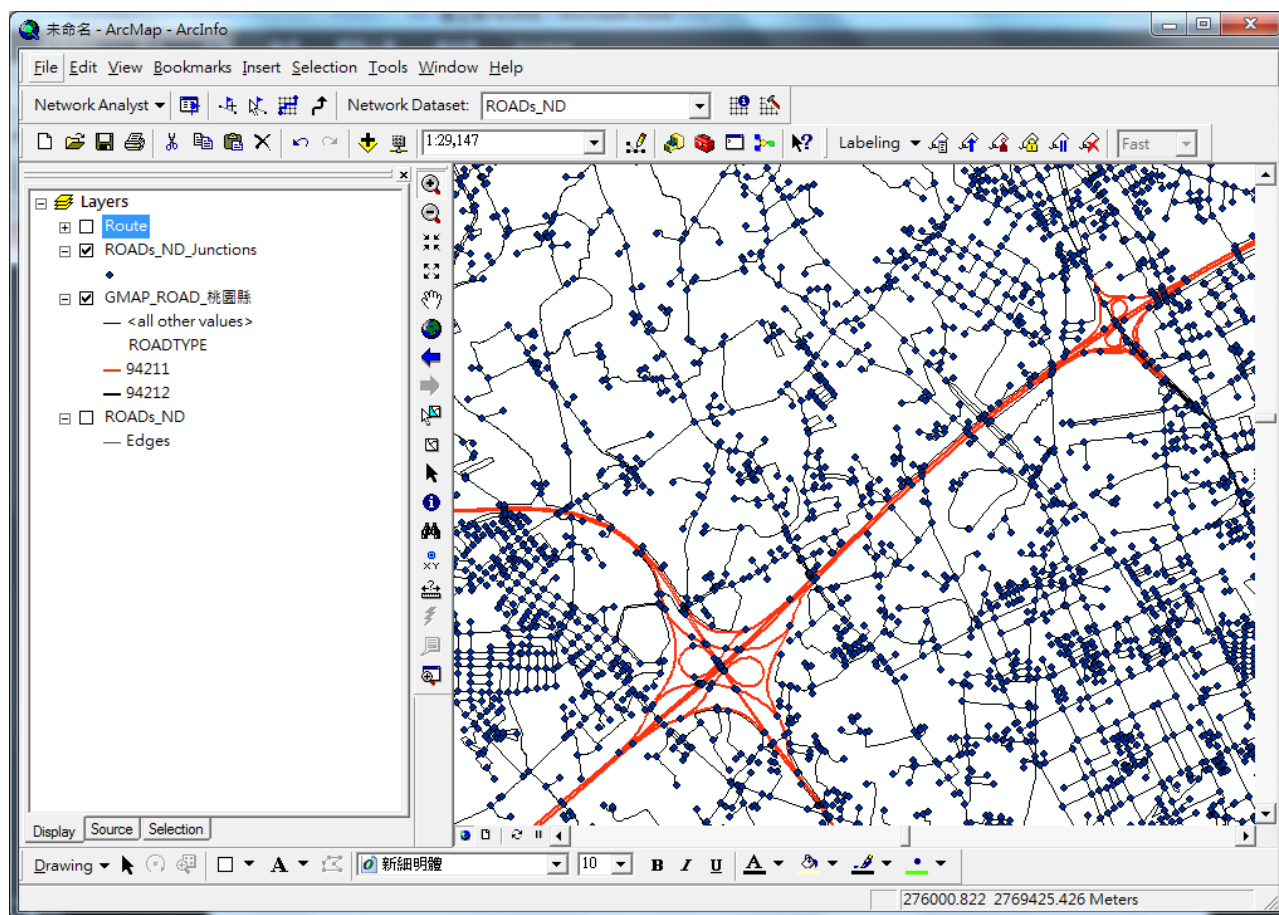 未命名 - ArcMap - ArcInfo
File Edit View Bookmarks Insert Selection Tools Window Help
Network Analyst Network Dataset: ROADs_ND
1:29,147 Labeling Fast
Layers
Route
ROADs_ND_Junctions
GMAP_ROAD_桃園縣
<all other values>
ROADTYPE
94211
94212
ROADs_ND
Edges
XY
Display Source Selection
Drawing A 新細明體 10 B I U A
276000.822 2769425.426 Meters